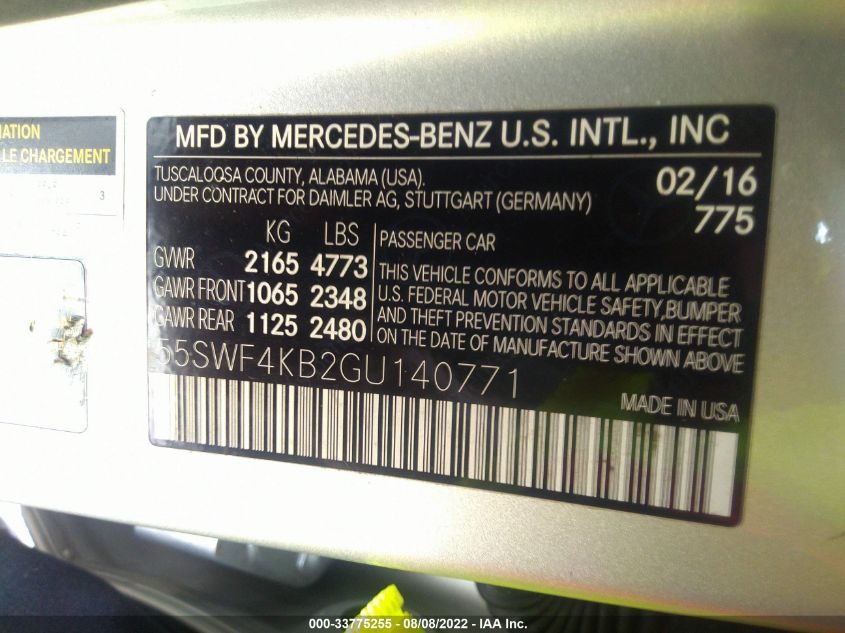 MATION
LE CHARGEMENT
3
MFD BY MERCEDES-BENZ U.S. INTL., INC
TUSCALOOSA COUNTY, ALABAMA (USA).
UNDER CONTRACT FOR DAIMLER AG, STUTTGART (GERMANY)
02/16
775
KG LBS
GVWR 2165 4773
GAWR FRONT 1065 2348
GAWR REAR 1125 2480
PASSENGER CAR
THIS VEHICLE CONFORMS TO ALL APPLICABLE
U.S. FEDERAL MOTOR VEHICLE SAFETY, BUMPER
AND THEFT PREVENTION STANDARDS IN EFFECT
ON THE DATE OF MANUFACTURE SHOWN ABOVE
55SWF4KB2GU140771
MADE IN USA
000-33775255 - 08/08/2022 - IAA Inc.